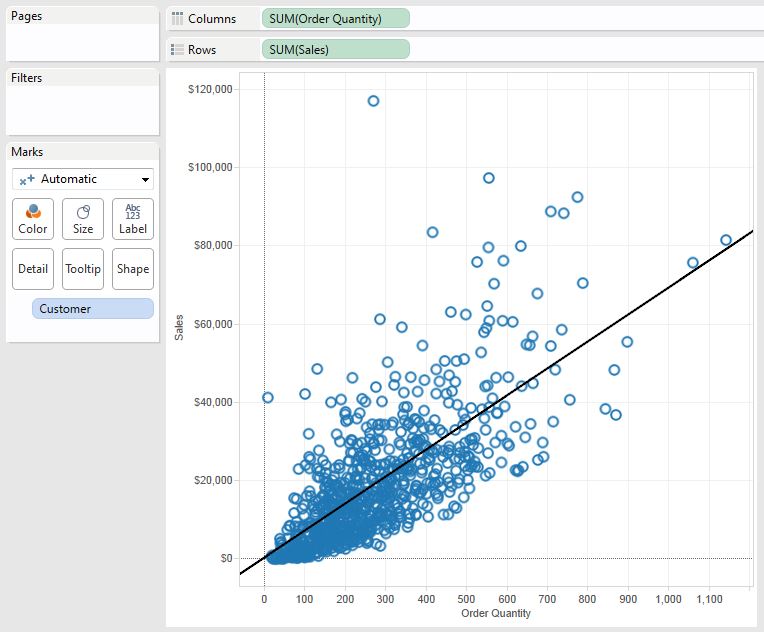 Pages
Columns
SUM(Order Quantity)
Rows
SUM(Sales)
Filters
Marks
Automatic
Color
Size
Abc
123
Label
Detail
Tooltip
Shape
Customer
Sales
$120,000
$100,000
$80,000
$60,000
$40,000
$20,000
$0
0 100 200 300 400 500 600 700 800 900 1,000 1,100
Order Quantity